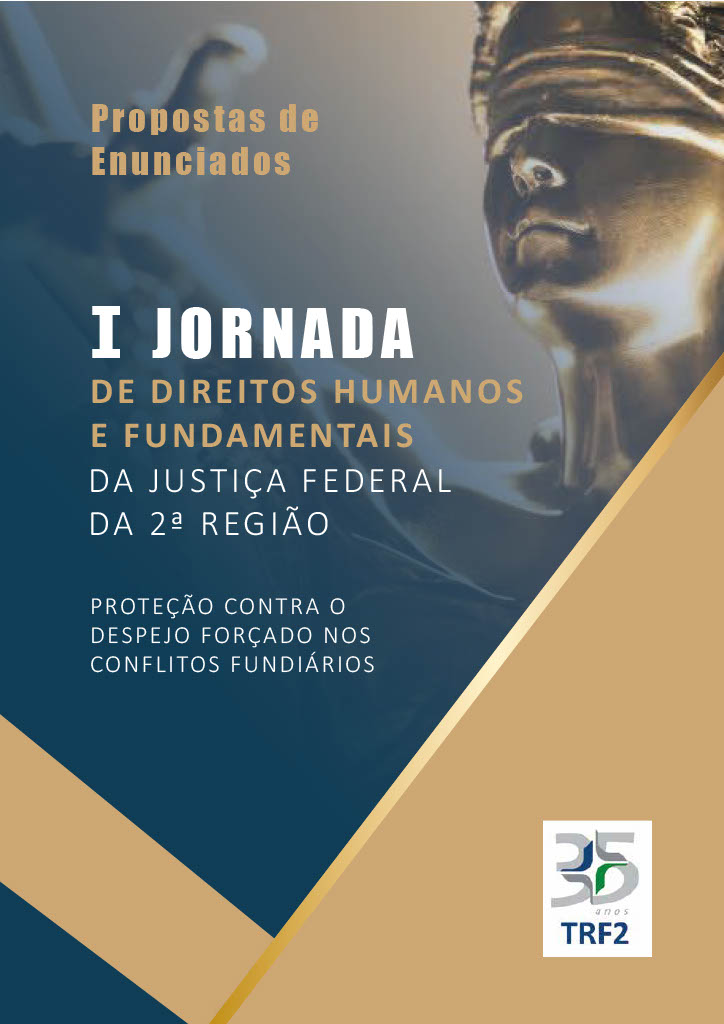 Propostas de
Enunciados
I JORNADA
DE DIREITOS HUMANOS
E FUNDAMENTAIS
DA JUSTIÇA FEDERAL
DA 2ª REGIÃO
PROTEÇÃO CONTRA O
DESPEJO FORÇADO NOS
CONFLITOS FUNDIÁRIOS
35
anos
TRF2